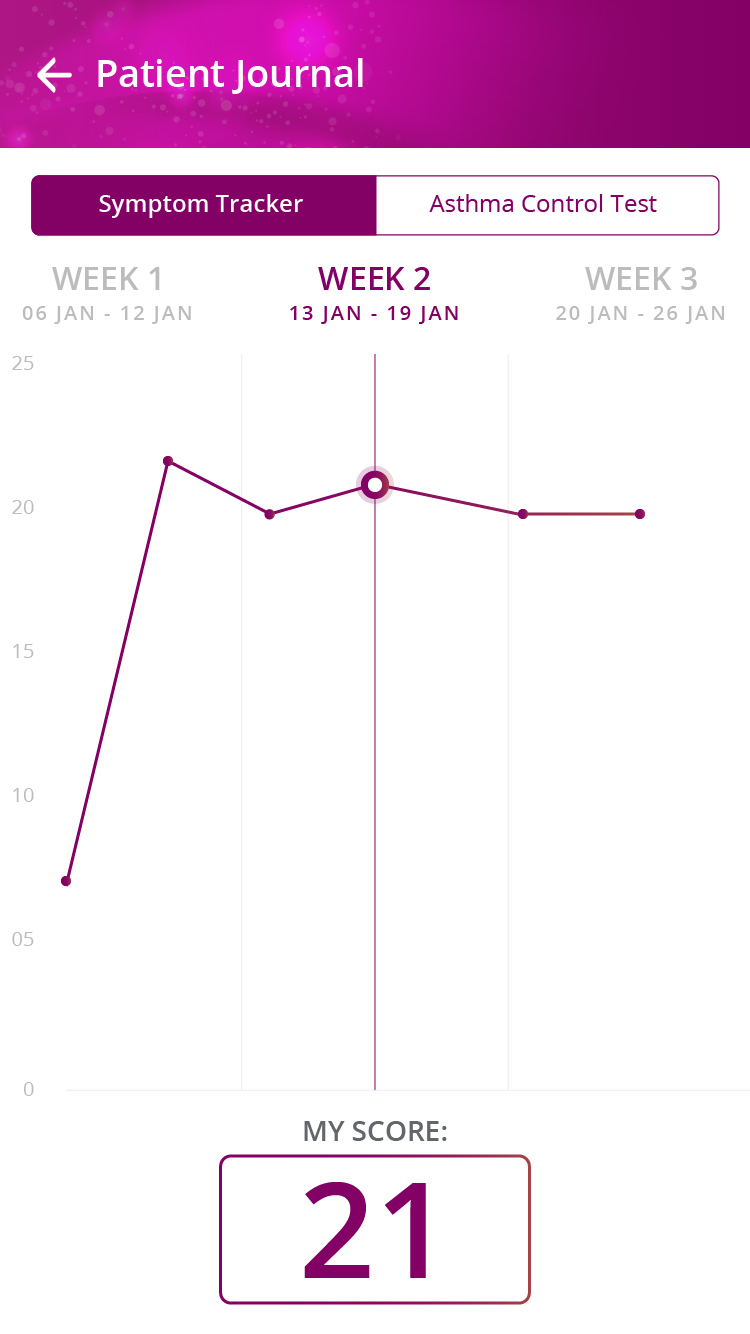 Patient Journal
Symptom Tracker Asthma Control Test
WEEK 1 WEEK 2 WEEK 3
06 JAN - 12 JAN 13 JAN - 19 JAN 20 JAN - 26 JAN
25
20
15
10
05
0
MY SCORE:
21